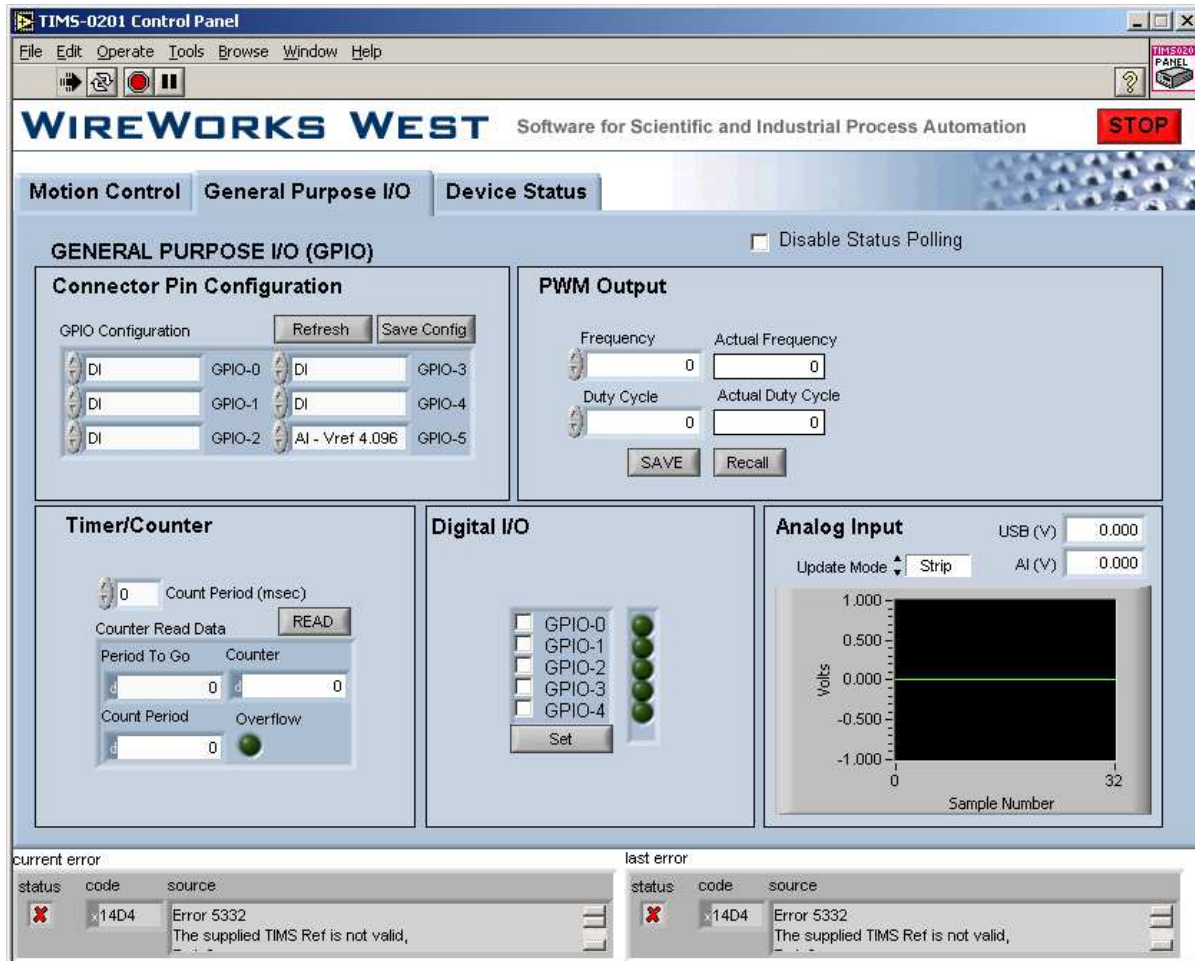 TIMS-0201 Control Panel
File Edit Operate Tools Browse Window Help
TIMS020
PANEL
WIREWORKS WEST Software for Scientific and Industrial Process Automation STOP
Motion Control General Purpose I/O Device Status
Disable Status Polling
GENERAL PURPOSE I/O (GPIO)
Connector Pin Configuration
GPIO Configuration Refresh Save Config
DI GPIO-0 DI GPIO-3
DI GPIO-1 DI GPIO-4
DI GPIO-2 AI - Vref 4.096 GPIO-5
PWM Output
Frequency Actual Frequency
0 0
Duty Cycle Actual Duty Cycle
0 0
SAVE Recall
Timer/Counter
0 Count Period (msec)
Counter Read Data READ
Period To Go Counter
d 0 d 0
Count Period Overflow
d 0
Digital I/O
GPIO-0
GPIO-1
GPIO-2
GPIO-3
GPIO-4
Set
Analog Input USB (V) 0.000
Update Mode Strip AI (V) 0.000
1.000
0.500
0.000
-0.500
-1.000
Volts
0 32
Sample Number
current error
status code source
x14D4 Error 5332
The supplied TIMS Ref is not valid,
last error
status code source
x14D4 Error 5332
The supplied TIMS Ref is not valid,